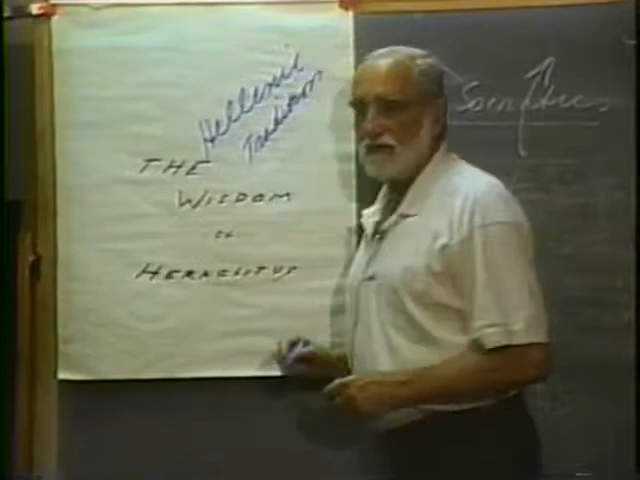 Hellenic
Tradition
THE
WISDOM
of
HERACLITUS
Socrates